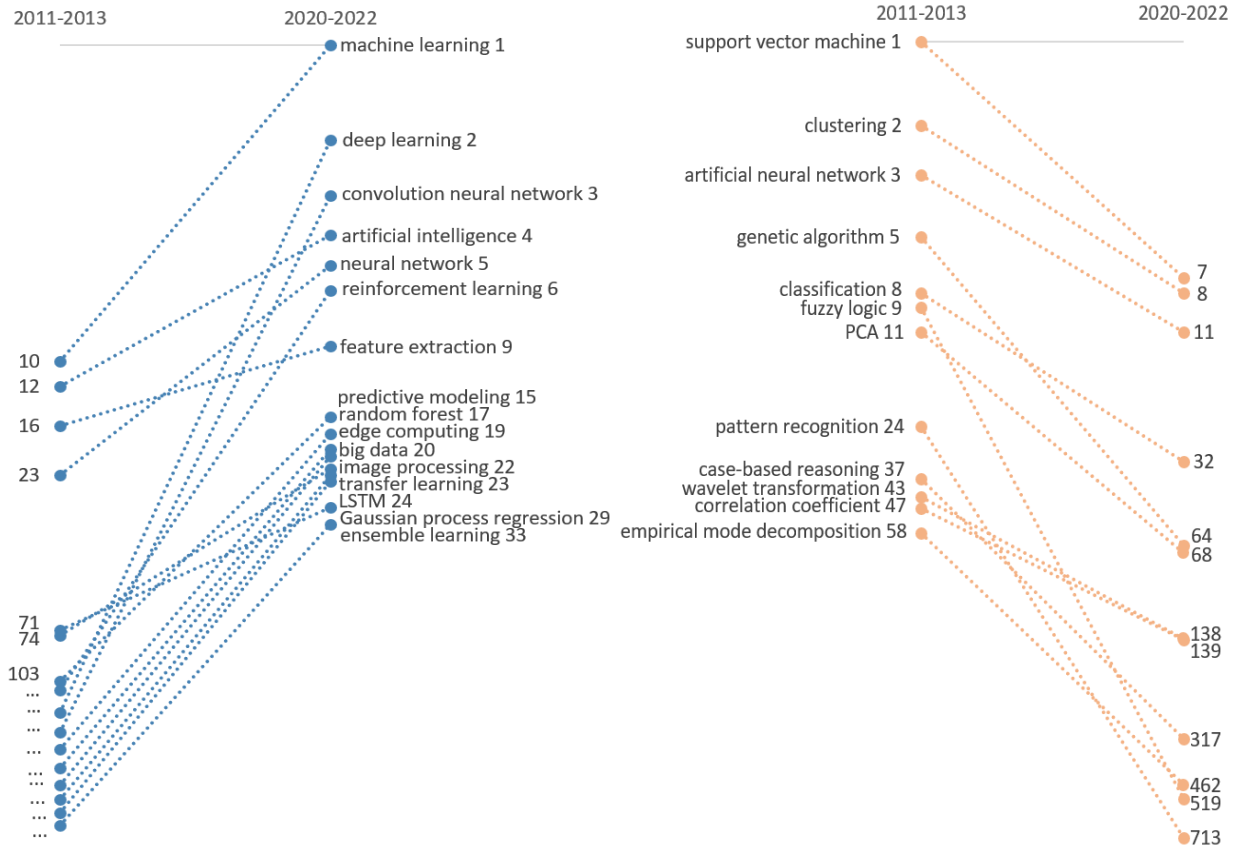 2011-2013
2020-2022
machine learning 1
deep learning 2
convolution neural network 3
artificial intelligence 4
neural network 5
reinforcement learning 6
feature extraction 9
predictive modeling 15
random forest 17
edge computing 19
big data 20
image processing 22
transfer learning 23
LSTM 24
Gaussian process regression 29
ensemble learning 33
10
12
16
23
71
74
103
...
...
...
...
...
...
...
...
...
2011-2013
2020-2022
support vector machine 1
clustering 2
artificial neural network 3
genetic algorithm 5
classification 8
fuzzy logic 9
PCA 11
pattern recognition 24
case-based reasoning 37
wavelet transformation 43
correlation coefficient 47
empirical mode decomposition 58
7
8
11
32
64
68
138
139
317
462
519
713